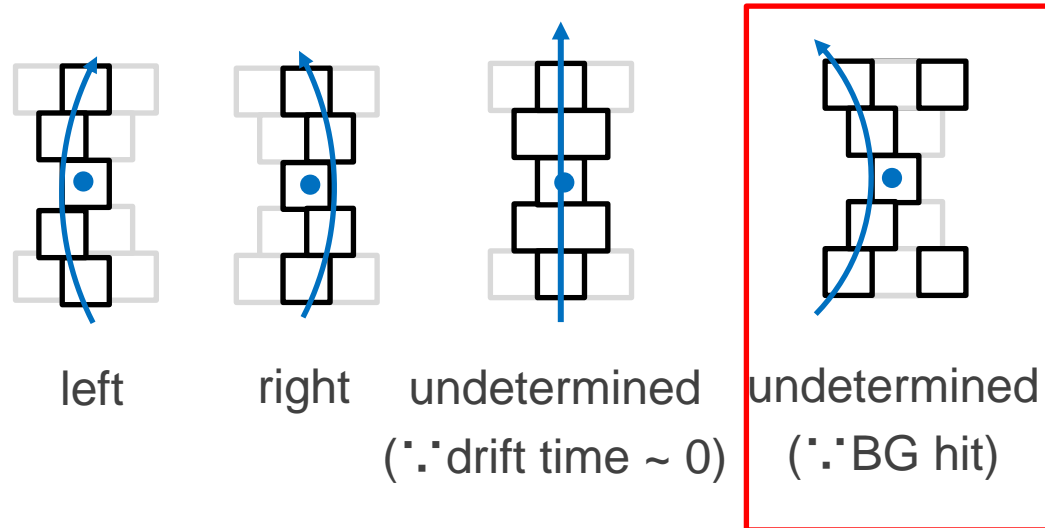 left
right
undetermined
(∵drift time ~ 0)
undetermined
(∵BG hit)